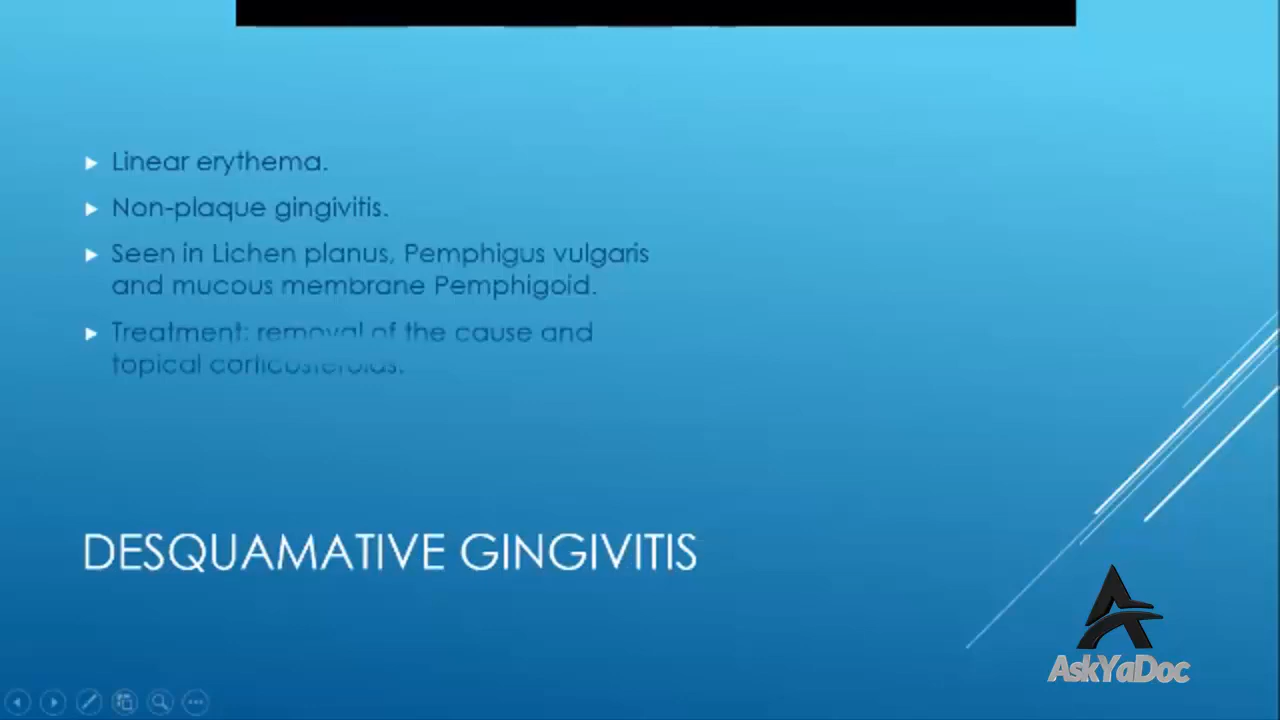 Linear erythema.
Non-plaque gingivitis.
Seen in Lichen planus, Pemphigus vulgaris
and mucous membrane Pemphigoid.
Treatment: removal of the cause and
topical corticosteroids.
DESQUAMATIVE GINGIVITIS
AskYaDoc